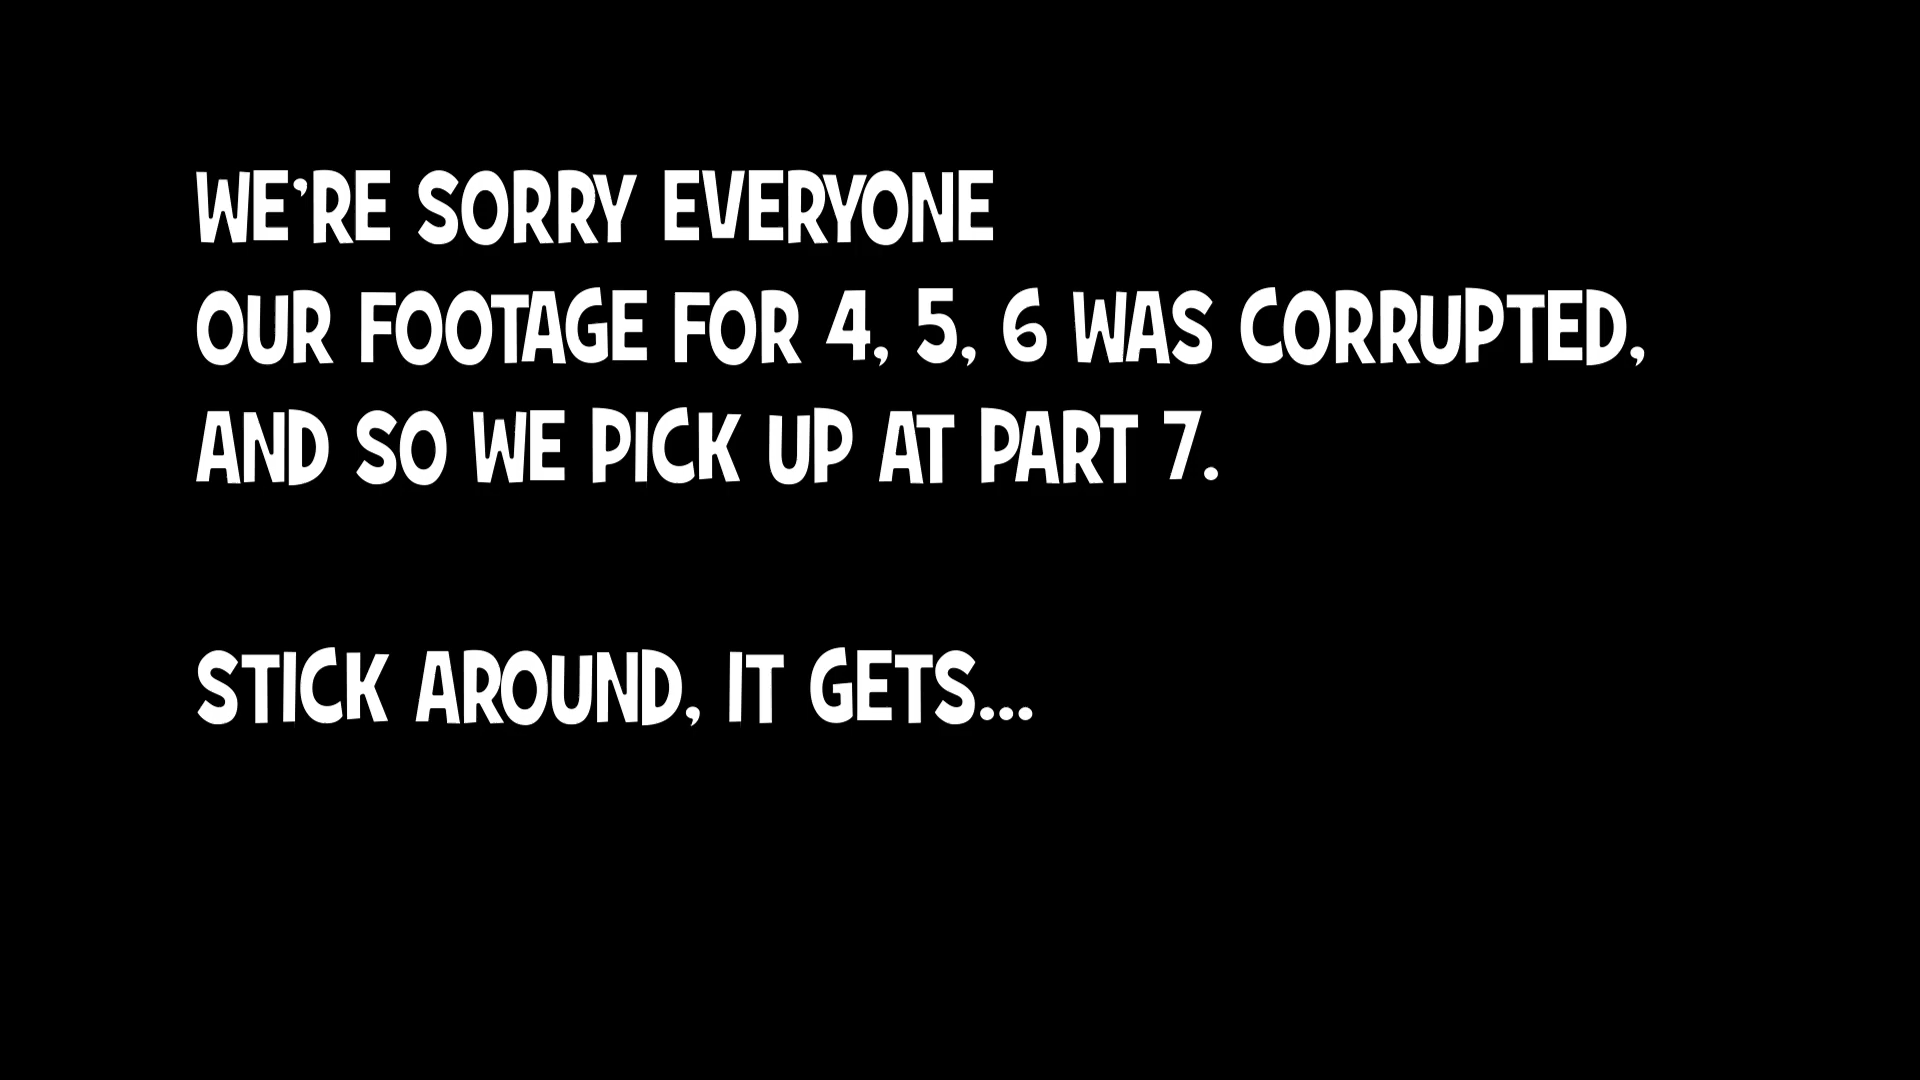 WE'RE SORRY EVERYONE
OUR FOOTAGE FOR 4, 5, 6 WAS CORRUPTED,
AND SO WE PICK UP AT PART 7.
STICK AROUND, IT GETS...